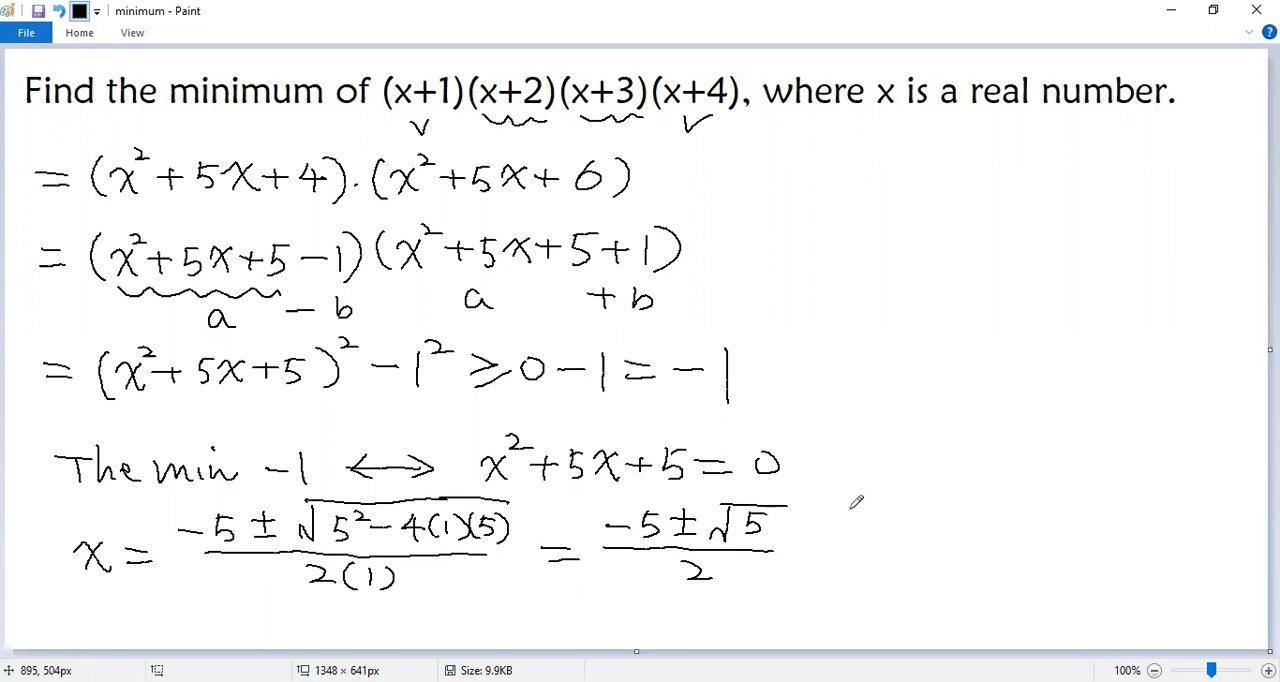 minimum - Paint
File Home View
Find the minimum of (x+1)(x+2)(x+3)(x+4), where x is a real number.
= (x²+5x+4).(x²+5x+6)
= (x²+5x+5-1)(x²+5x+5+1)
a - b a + b
= (x²+5x+5)² - 1² ⩾ 0 - 1 = - 1
The min -1 ⟷ x²+5x+5 = 0
x = (-5 ± √(5²-4(1)(5)))/(2(1)) = (-5 ± √5)/2
895, 504px 1348 × 641px Size: 9.9KB 100%